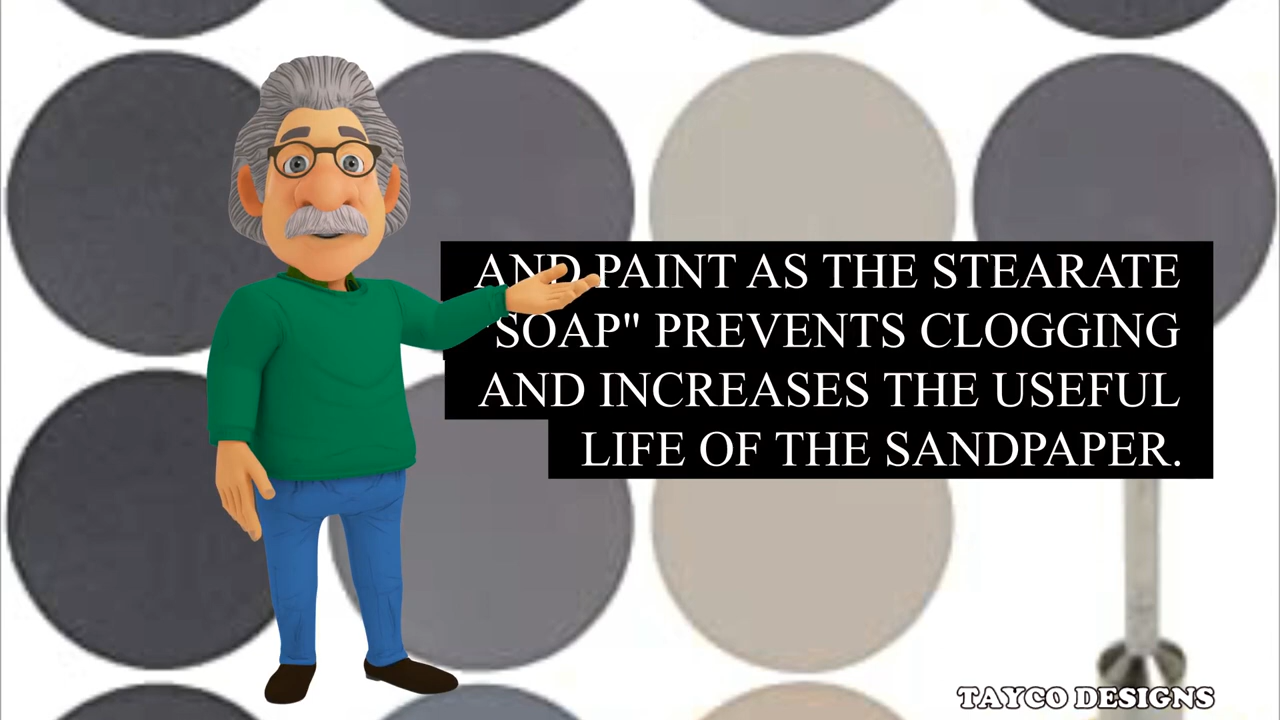 AND PAINT AS THE STEARATE
"SOAP" PREVENTS CLOGGING
AND INCREASES THE USEFUL
LIFE OF THE SANDPAPER.
TAYCO DESIGNS